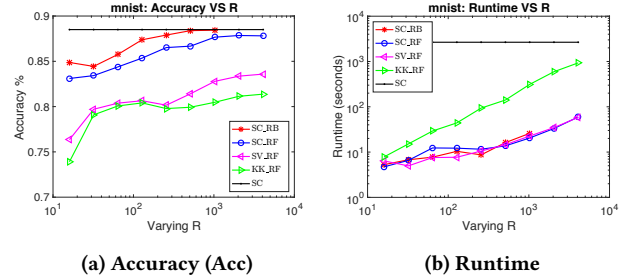 mnist: Accuracy VS R
Accuracy %
0.9
0.85
0.8
0.75
0.7
SC_RB
SC_RF
SV_RF
KK_RF
SC
10^1
10^2
10^3
10^4
Varying R
(a) Accuracy (Acc)
mnist: Runtime VS R
Runtime (seconds)
10^4
10^3
10^2
10^1
10^0
SC_RB
SC_RF
SV_RF
KK_RF
SC
10^1
10^2
10^3
10^4
Varying R
(b) Runtime